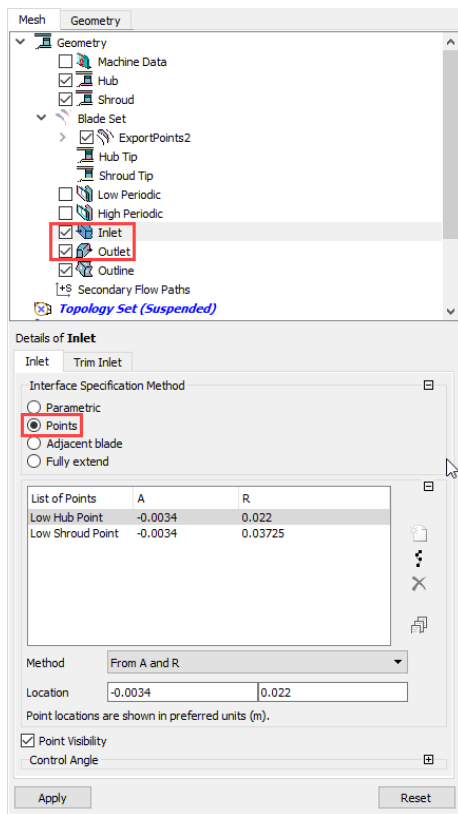 Mesh Geometry
Geometry
Machine Data
Hub
Shroud
Blade Set
ExportPoints2
Hub Tip
Shroud Tip
Low Periodic
High Periodic
Inlet
Outlet
Outline
+S Secondary Flow Paths
Topology Set (Suspended)
Details of Inlet
Inlet Trim Inlet
Interface Specification Method
Parametric
Points
Adjacent blade
Fully extend
List of Points A R
Low Hub Point -0.0034 0.022
Low Shroud Point -0.0034 0.03725
Method From A and R
Location -0.0034 0.022
Point locations are shown in preferred units (m).
Point Visibility
Control Angle
Apply Reset